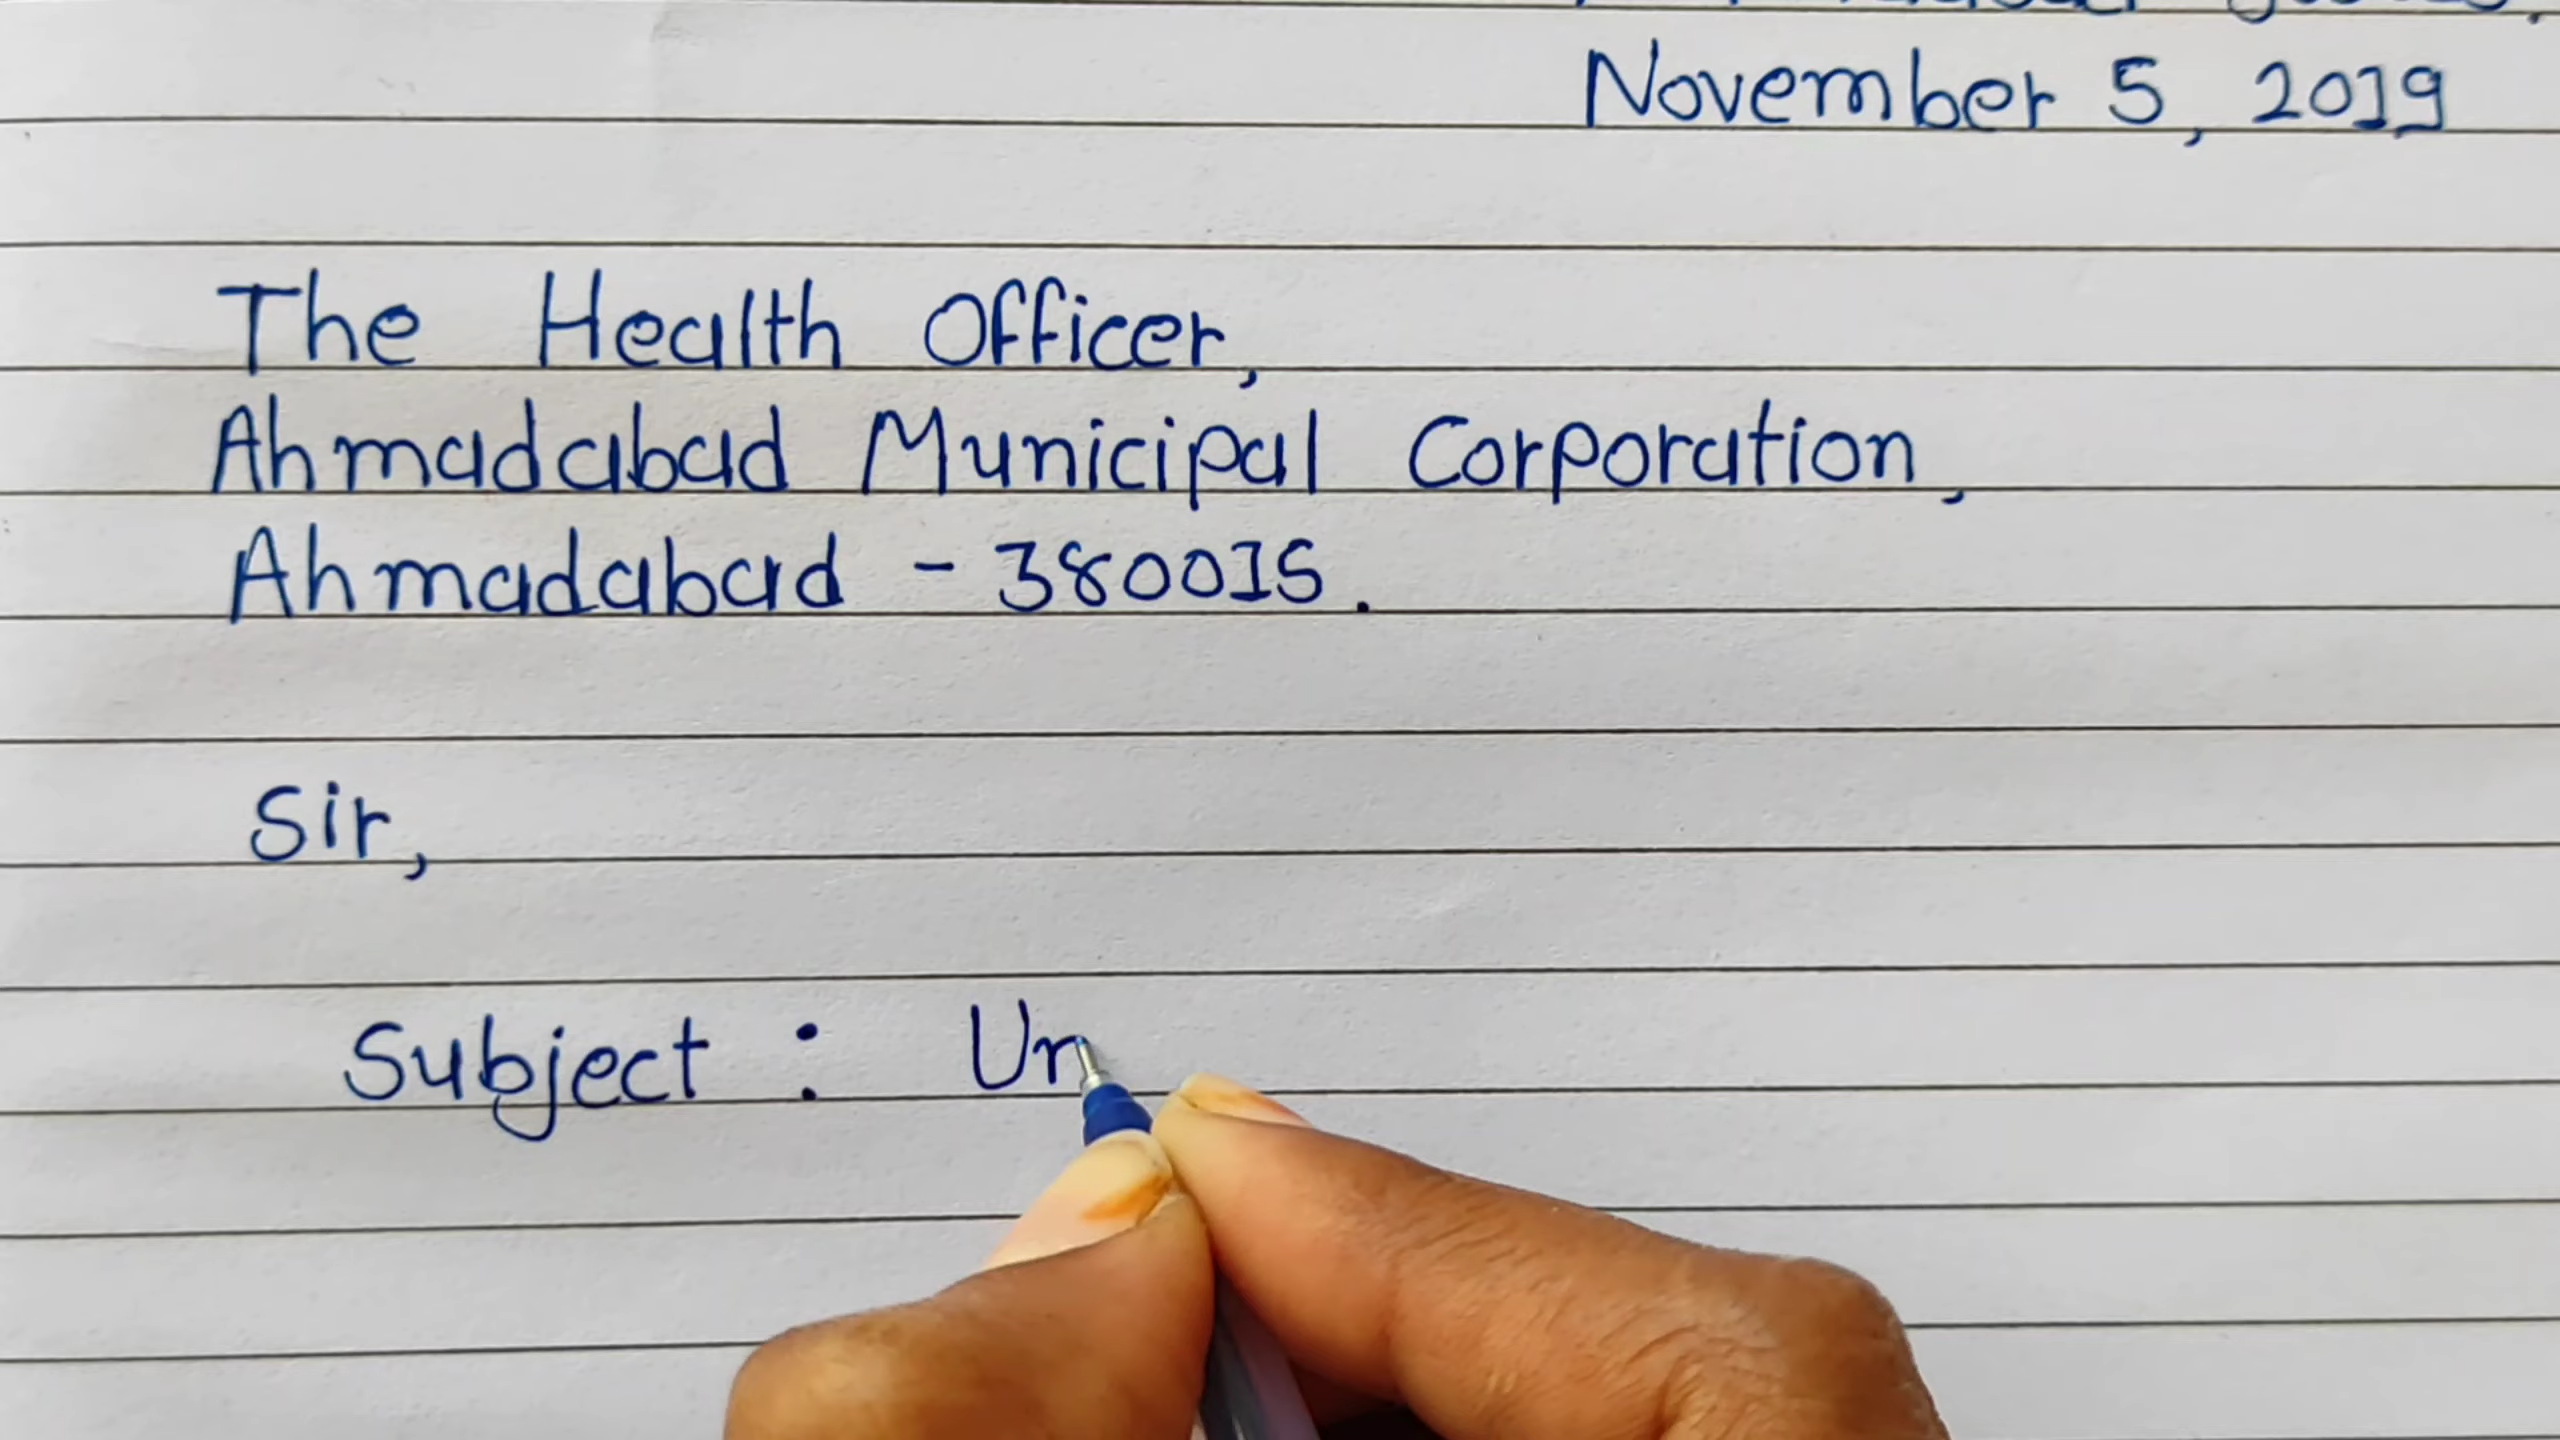 November 5, 2019
The Health Officer,
Ahmadabad Municipal Corporation,
Ahmadabad - 380015.
Sir,
Subject : Ur